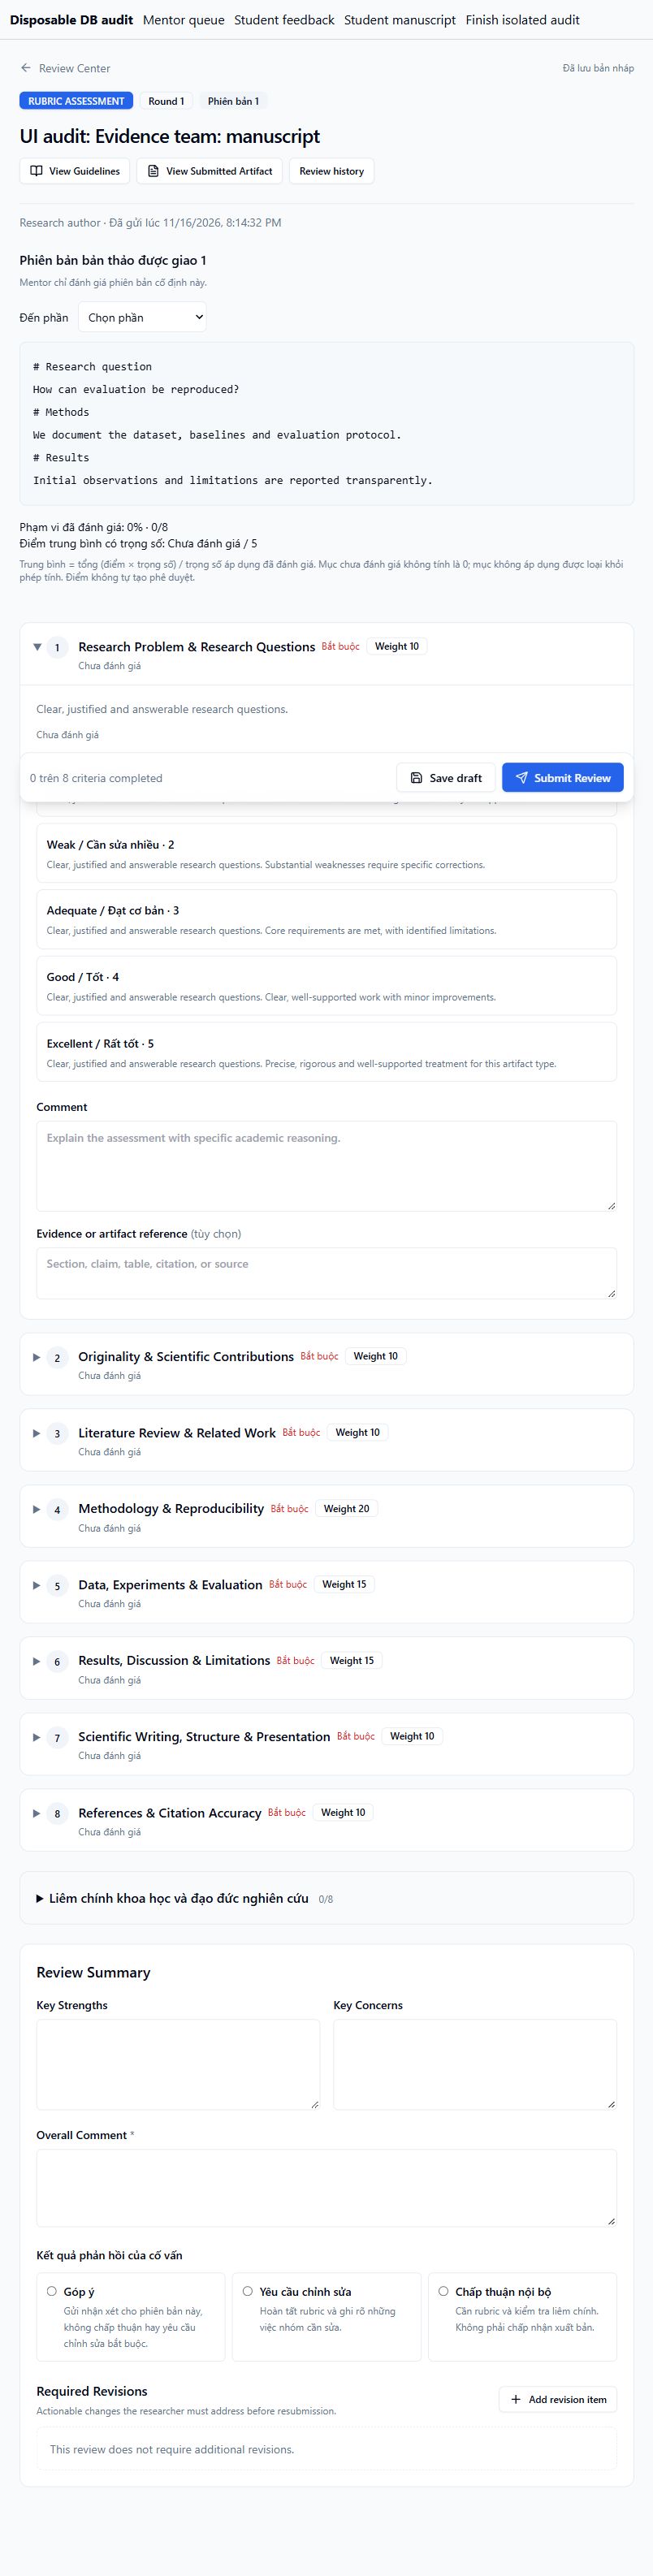 Disposable DB audit Mentor queue Student feedback Student manuscript Finish isolated audit
Review Center
Đã lưu bản nháp
RUBRIC ASSESSMENT Round 1 Phiên bản 1
UI audit: Evidence team: manuscript
View Guidelines View Submitted Artifact Review history
Research author · Đã gửi lúc 11/16/2026, 8:14:32 PM
Phiên bản bản thảo được giao 1
Mentor chỉ đánh giá phiên bản cố định này.
Đến phần Chọn phần
# Research question
How can evaluation be reproduced?
# Methods
We document the dataset, baselines and evaluation protocol.
# Results
Initial observations and limitations are reported transparently.
Phạm vi đã đánh giá: 0% · 0/8
Điểm trung bình có trọng số: Chưa đánh giá / 5
Trung bình = tổng (điểm × trọng số) / trọng số áp dụng đã đánh giá. Mục chưa đánh giá không tính là 0; mục không áp dụng được loại khỏi
phép tính. Điểm không tự tạo phê duyệt.
1 Research Problem & Research Questions Bắt buộc Weight 10
Chưa đánh giá
Clear, justified and answerable research questions.
Chưa đánh giá
0 trên 8 criteria completed Save draft Submit Review
Weak / Cần sửa nhiều · 2
Clear, justified and answerable research questions. Substantial weaknesses require specific corrections.
Adequate / Đạt cơ bản · 3
Clear, justified and answerable research questions. Core requirements are met, with identified limitations.
Good / Tốt · 4
Clear, justified and answerable research questions. Clear, well-supported work with minor improvements.
Excellent / Rất tốt · 5
Clear, justified and answerable research questions. Precise, rigorous and well-supported treatment for this artifact type.
Comment
Explain the assessment with specific academic reasoning.
Evidence or artifact reference (tùy chọn)
Section, claim, table, citation, or source
2 Originality & Scientific Contributions Bắt buộc Weight 10
Chưa đánh giá
3 Literature Review & Related Work Bắt buộc Weight 10
Chưa đánh giá
4 Methodology & Reproducibility Bắt buộc Weight 20
Chưa đánh giá
5 Data, Experiments & Evaluation Bắt buộc Weight 15
Chưa đánh giá
6 Results, Discussion & Limitations Bắt buộc Weight 15
Chưa đánh giá
7 Scientific Writing, Structure & Presentation Bắt buộc Weight 10
Chưa đánh giá
8 References & Citation Accuracy Bắt buộc Weight 10
Chưa đánh giá
Liêm chính khoa học và đạo đức nghiên cứu 0/8
Review Summary
Key Strengths
Key Concerns
Overall Comment *
Kết quả phản hồi của cố vấn
Góp ý
Gửi nhận xét cho phiên bản này,
không chấp thuận hay yêu cầu
chỉnh sửa bắt buộc.
Yêu cầu chỉnh sửa
Hoàn tất rubric và ghi rõ những
việc nhóm cần sửa.
Chấp thuận nội bộ
Cần rubric và kiểm tra liêm chính.
Không phải chấp nhận xuất bản.
Required Revisions
Actionable changes the researcher must address before resubmission.
Add revision item
This review does not require additional revisions.